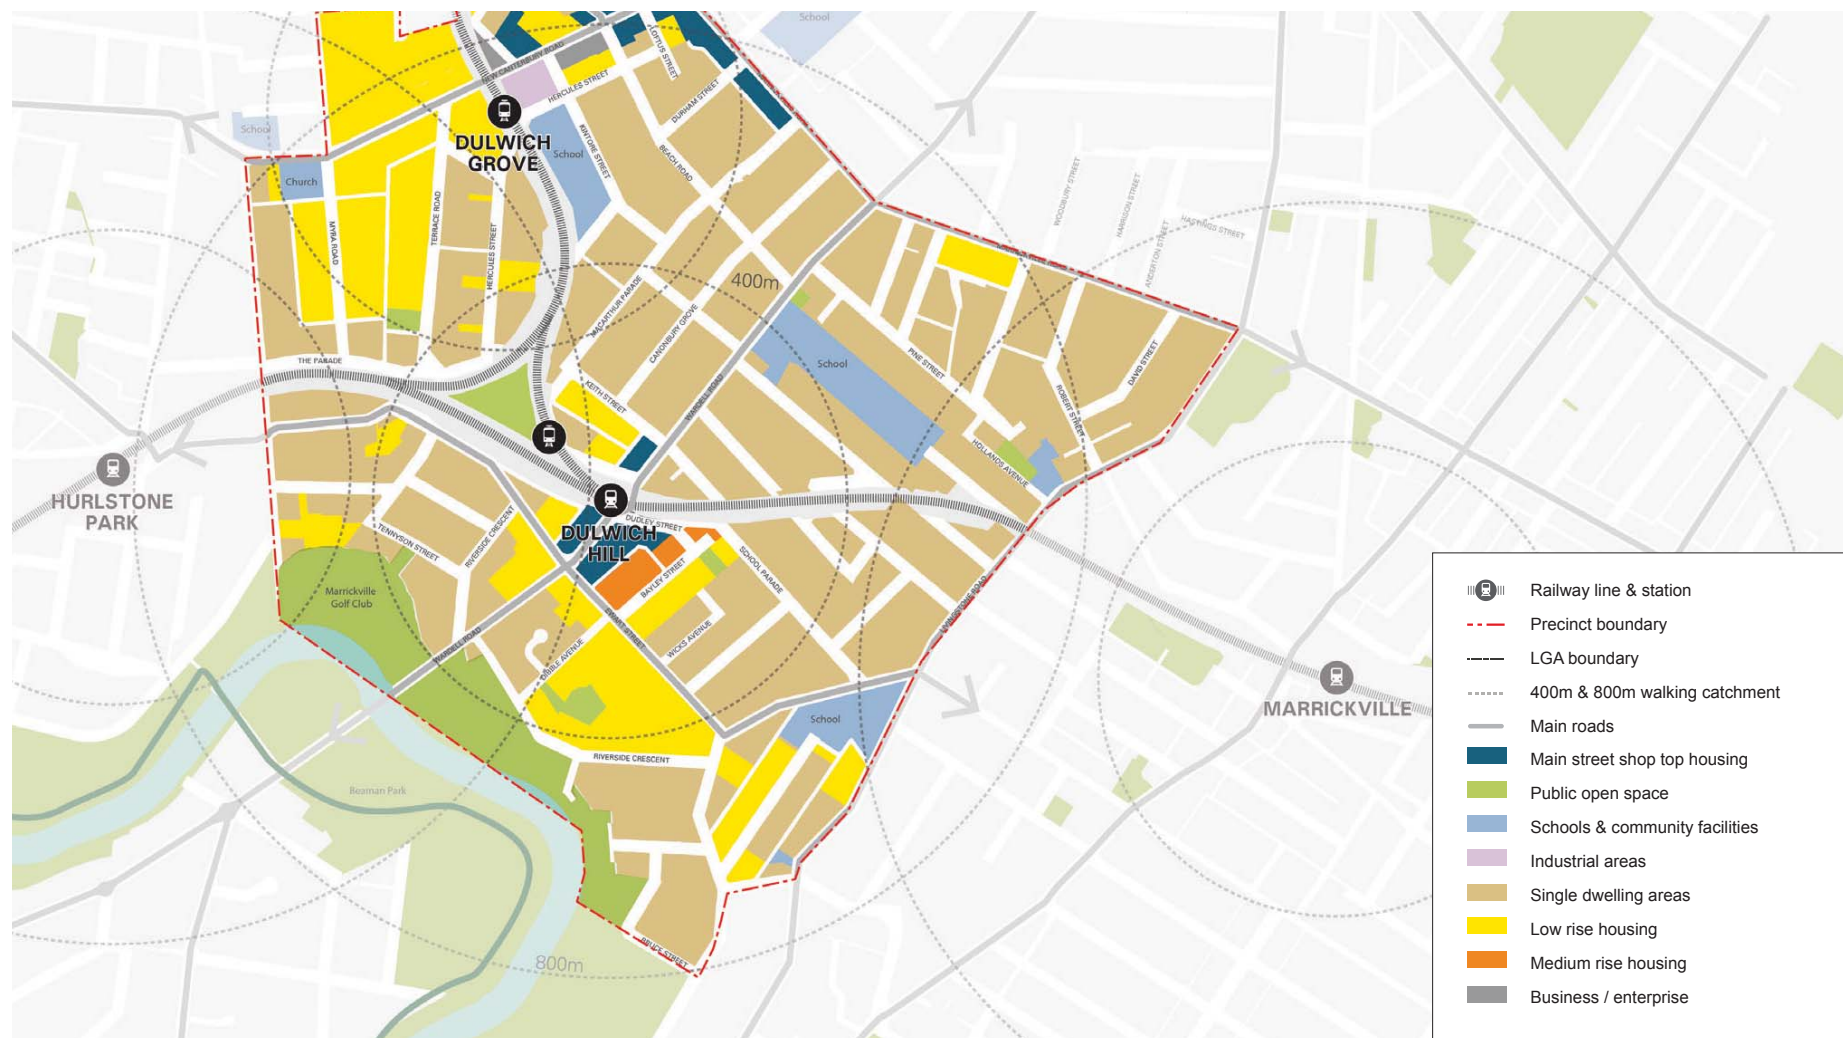 School
LOFTUS STREET
NEW CANTERBURY ROAD
HERCULES STREET
DURHAM STREET
School
DULWICH
GROVE
School
KINTORE STREET
BEACH ROAD
Church
WOODBURY STREET
HARRISON STREET
HASTINGS STREET
ANDERTON STREET
MYRA ROAD
TERRACE ROAD
HERCULES STREET
400m
MACARTHUR PARADE
CANONBURY GROVE
THE PARADE
School
PINE STREET
DAVID STREET
ROBERT STREET
KEITH STREET
WARDELL ROAD
HOLLANDS AVENUE
HURLSTONE
PARK
TENNYSON STREET
RIVERSIDE CRESCENT
DUDLEY STREET
DULWICH
HILL
SCHOOL PARADE
BAYLEY STREET
Marrickville
Golf Club
EWART STREET
WICKS AVENUE
LIVINGSTONE ROAD
WARDELL ROAD
MARRICKVILLE
School
RIVERSIDE CRESCENT
Beaman Park
BRUCE STREET
800m
Railway line & station
Precinct boundary
LGA boundary
400m & 800m walking catchment
Main roads
Main street shop top housing
Public open space
Schools & community facilities
Industrial areas
Single dwelling areas
Low rise housing
Medium rise housing
Business / enterprise